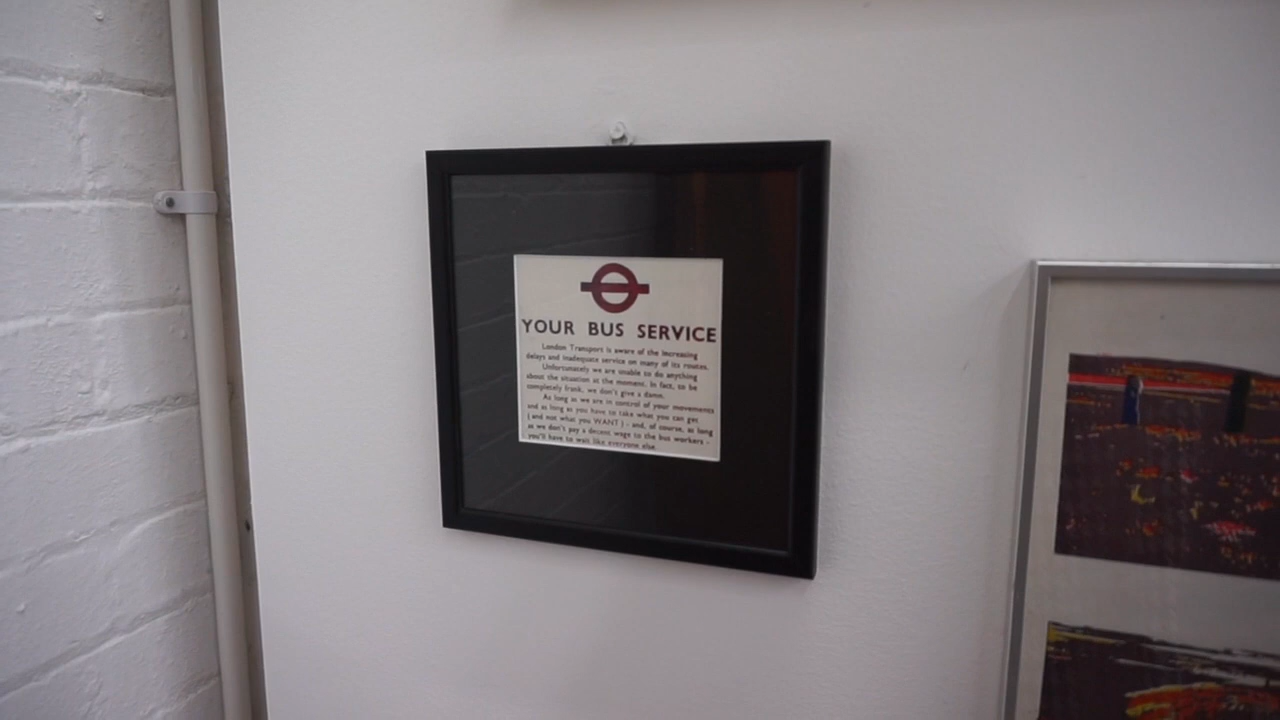 YOUR BUS SERVICE
London Transport is aware of the increasing
delays and inadequate service on many of its routes.
Unfortunately we are unable to do anything
about the situation at the moment. In fact, to be
completely frank, we don't give a damn.
As long as we are in control of your movements
and as long as you have to take what you can get
( and not what you WANT ) - and, of course, as long
as we don't pay a decent wage to the bus workers -
you'll have to wait like everyone else.